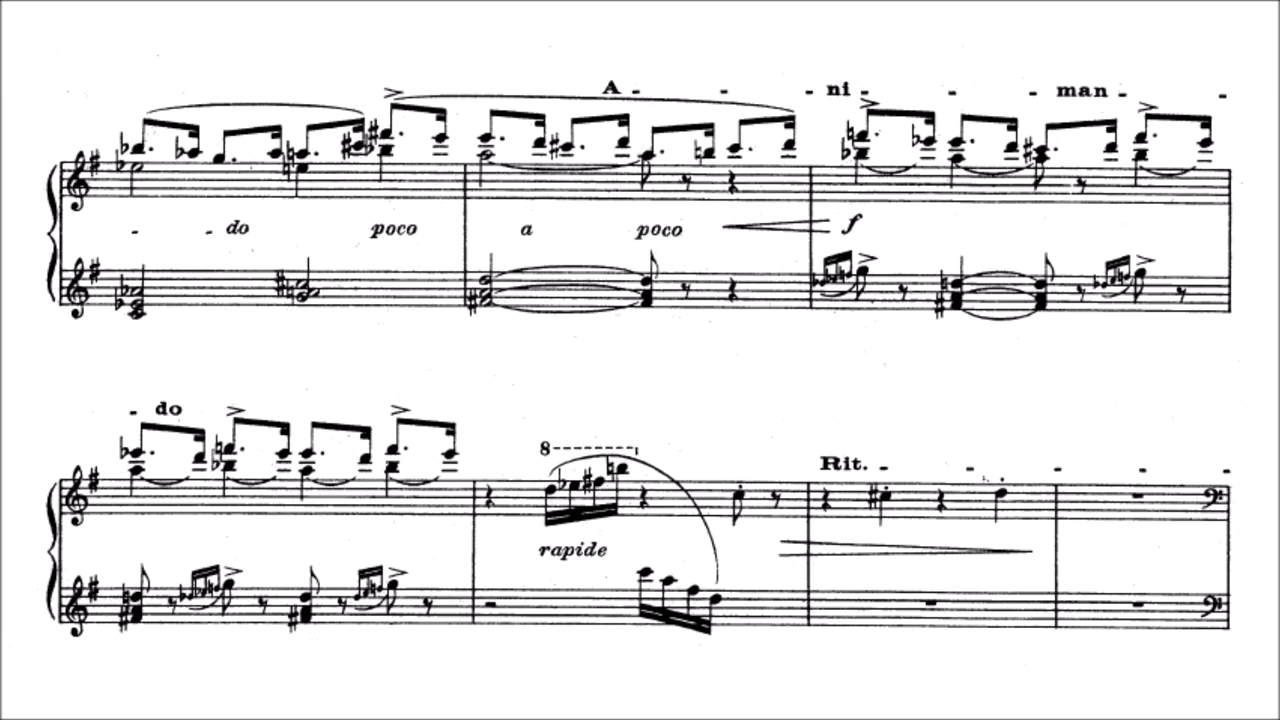 A - - ni - - man - -
- - do poco a poco f
- do
8
rapide
Rit. - - - - -